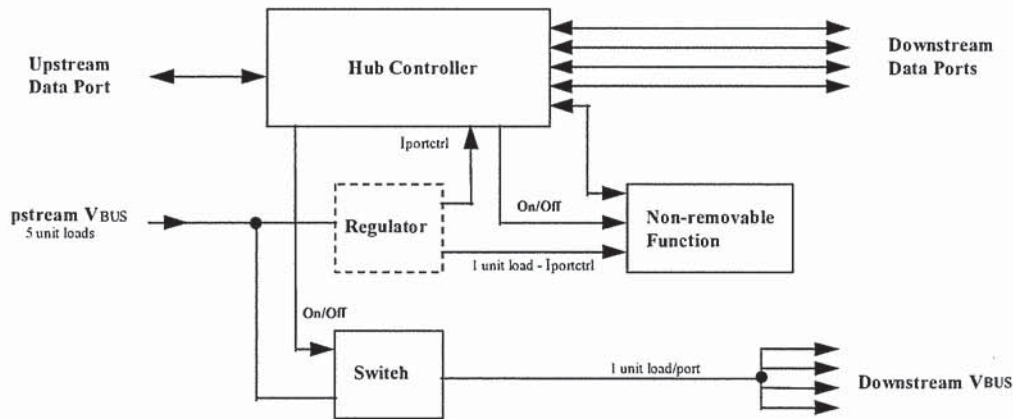 Upstream
Data Port
Hub Controller
Downstream
Data Ports
Iportctrl
pstream VBUS
5 unit loads
Regulator
On/Off
Non-removable
Function
1 unit load - Iportctrl
On/Off
Switch
1 unit load/port
Downstream VBUS